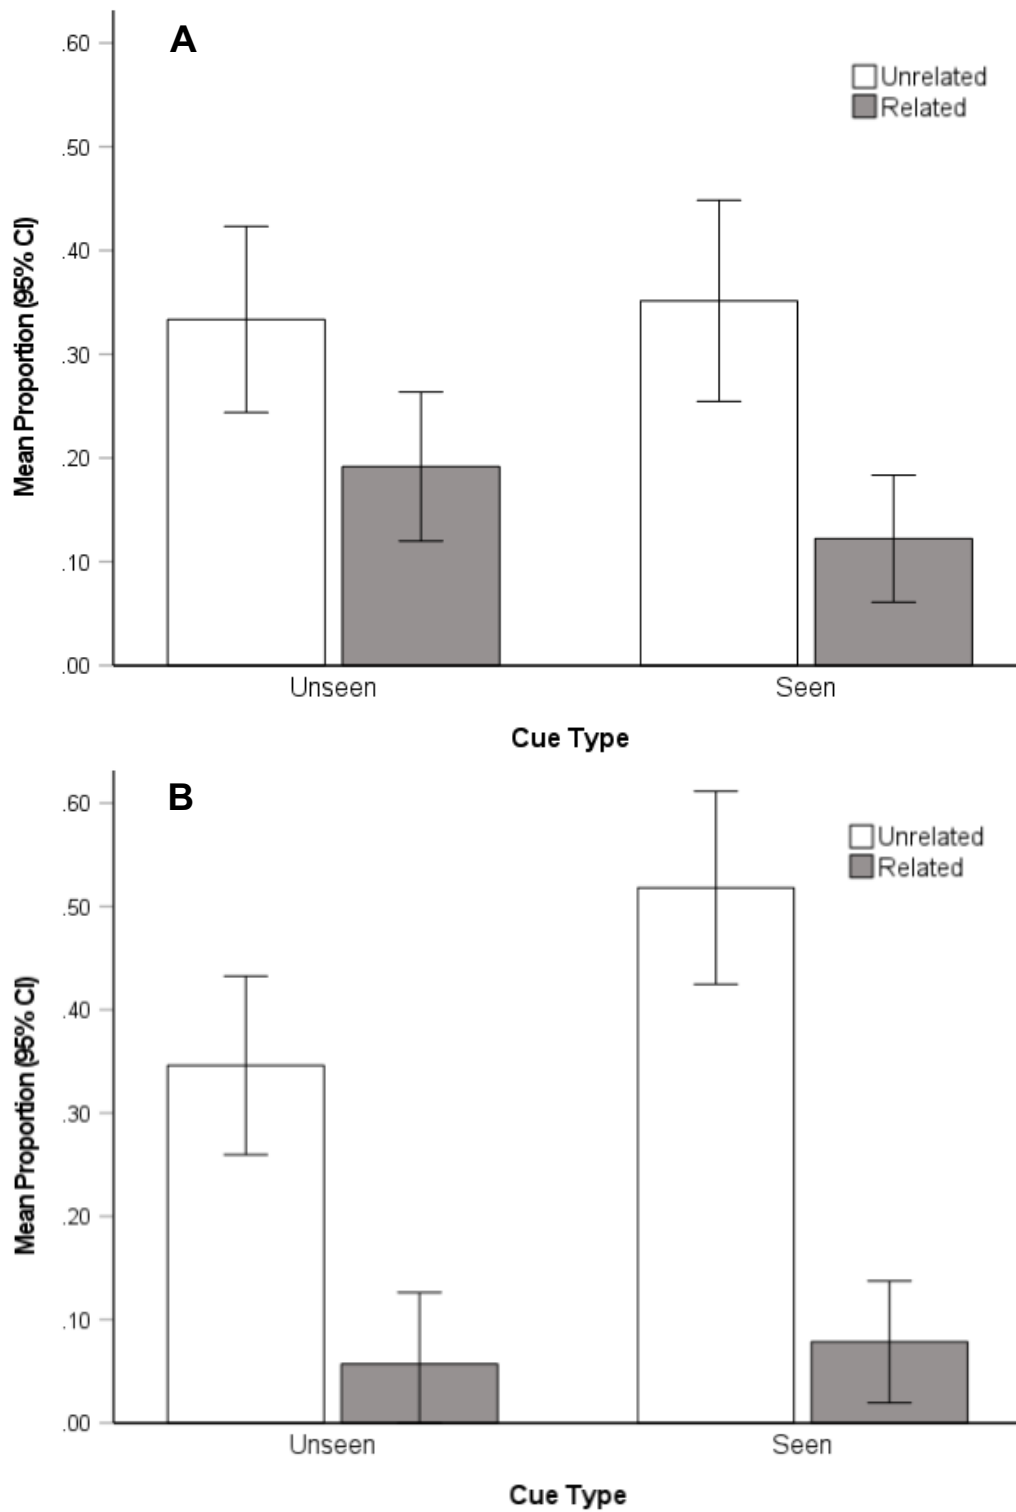 A
.60
Unrelated
Related
.50
.40
.30
.20
.10
.00
Mean Proportion (95% CI)
Unseen
Seen
Cue Type
B
.60
Unrelated
Related
.50
.40
.30
.20
.10
.00
Mean Proportion (95% CI)
Unseen
Seen
Cue Type